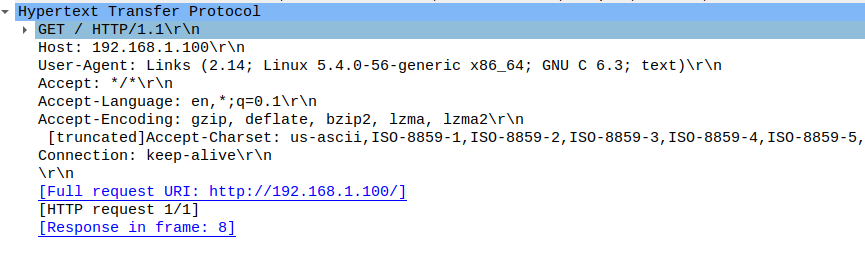 Hypertext Transfer Protocol
GET / HTTP/1.1\r\n
Host: 192.168.1.100\r\n
User-Agent: Links (2.14; Linux 5.4.0-56-generic x86_64; GNU C 6.3; text)\r\n
Accept: */*\r\n
Accept-Language: en,*;q=0.1\r\n
Accept-Encoding: gzip, deflate, bzip2, lzma, lzma2\r\n
[truncated]Accept-Charset: us-ascii,ISO-8859-1,ISO-8859-2,ISO-8859-3,ISO-8859-4,ISO-8859-5,
Connection: keep-alive\r\n
\r\n
[Full request URI: http://192.168.1.100/]
[HTTP request 1/1]
[Response in frame: 8]